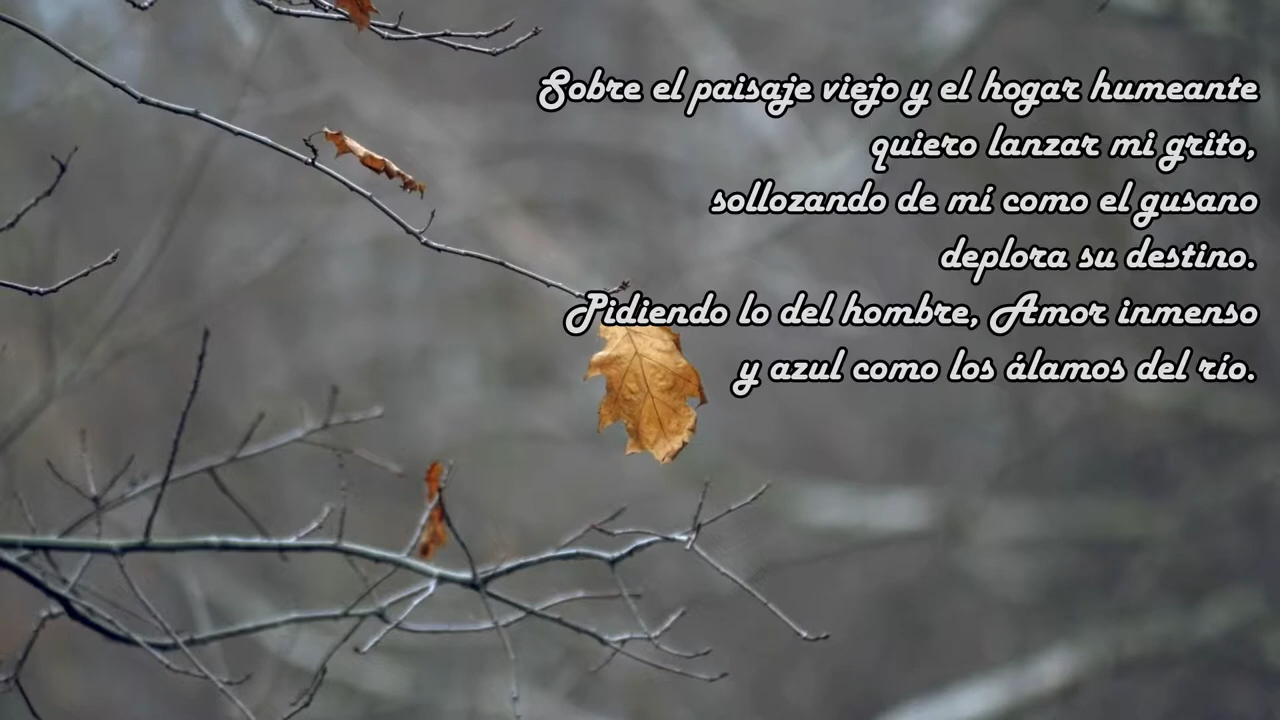 Sobre el paisaje viejo y el hogar humeante
quiero lanzar mi grito,
sollozando de mí como el gusano
deplora su destino.
Pidiendo lo del hombre, Amor inmenso
y azul como los álamos del río.